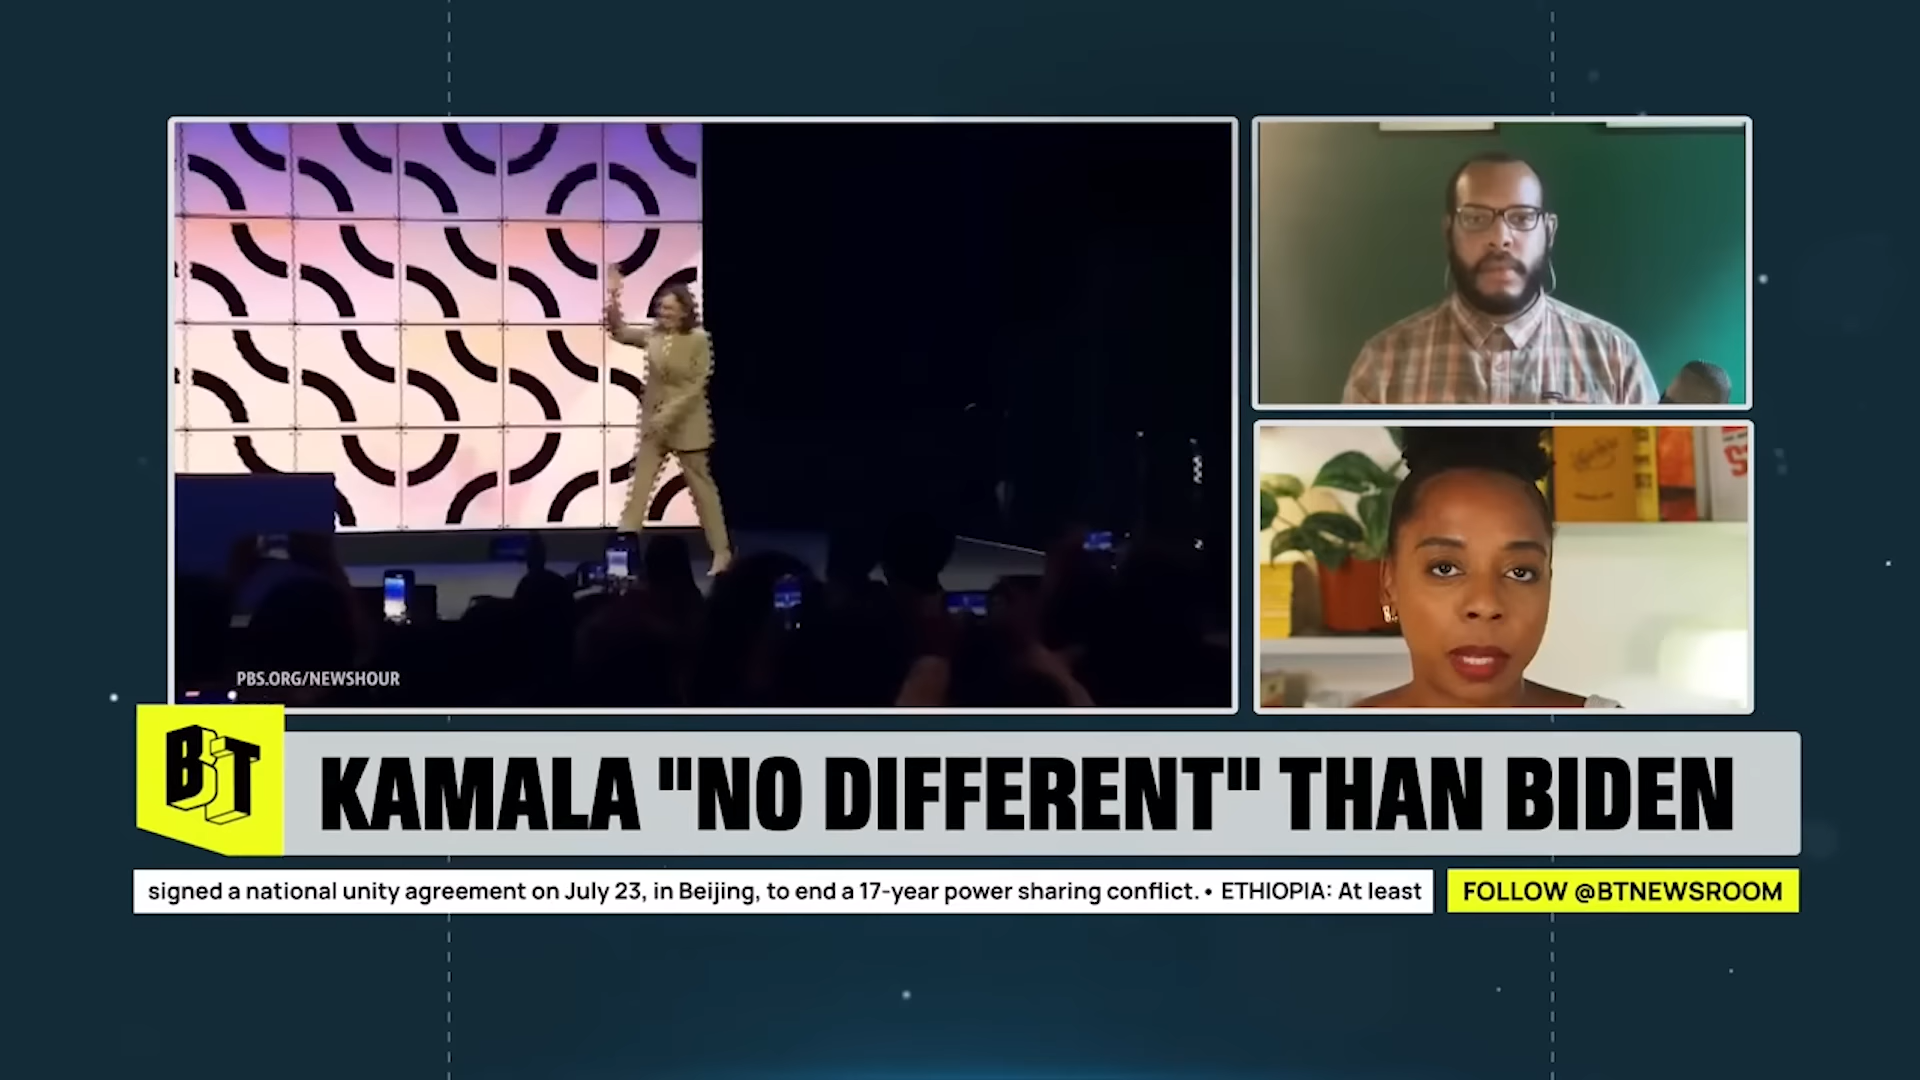 PBS.ORG/NEWSHOUR
BT
KAMALA "NO DIFFERENT" THAN BIDEN
signed a national unity agreement on July 23, in Beijing, to end a 17-year power sharing conflict. • ETHIOPIA: At least
FOLLOW @BTNEWSROOM